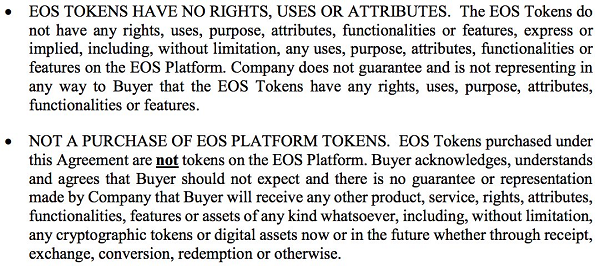 • EOS TOKENS HAVE NO RIGHTS, USES OR ATTRIBUTES. The EOS Tokens do
not have any rights, uses, purpose, attributes, functionalities or features, express or
implied, including, without limitation, any uses, purpose, attributes, functionalities or
features on the EOS Platform. Company does not guarantee and is not representing in
any way to Buyer that the EOS Tokens have any rights, uses, purpose, attributes,
functionalities or features.
• NOT A PURCHASE OF EOS PLATFORM TOKENS. EOS Tokens purchased under
this Agreement are not tokens on the EOS Platform. Buyer acknowledges, understands
and agrees that Buyer should not expect and there is no guarantee or representation
made by Company that Buyer will receive any other product, service, rights, attributes,
functionalities, features or assets of any kind whatsoever, including, without limitation,
any cryptographic tokens or digital assets now or in the future whether through receipt,
exchange, conversion, redemption or otherwise.